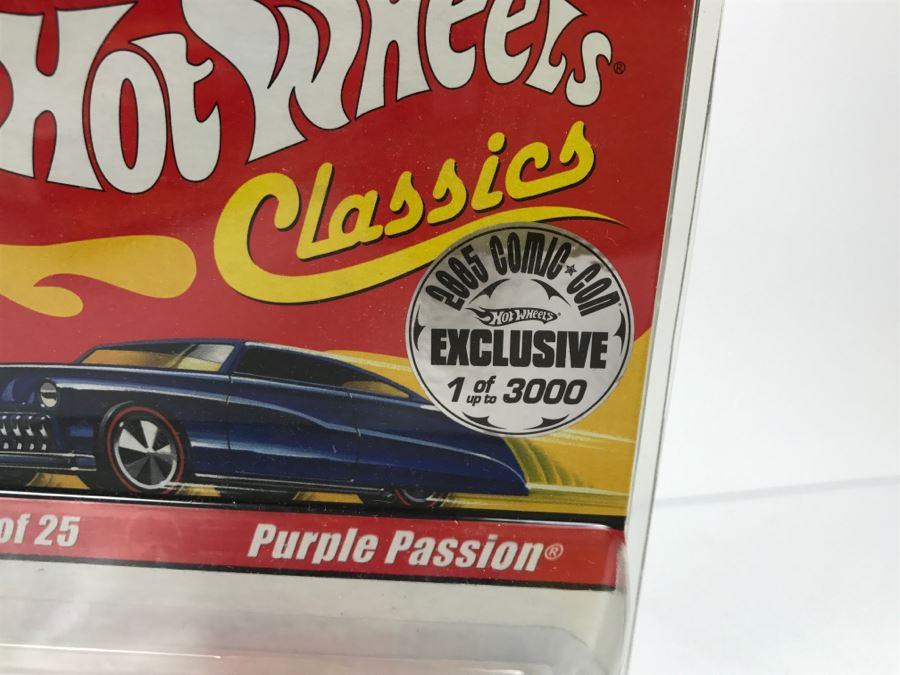 Hot Wheels®
Classics
2005 COMIC★CON
HOT WHEELS
EXCLUSIVE
1 of up to 3000
of 25
Purple Passion®